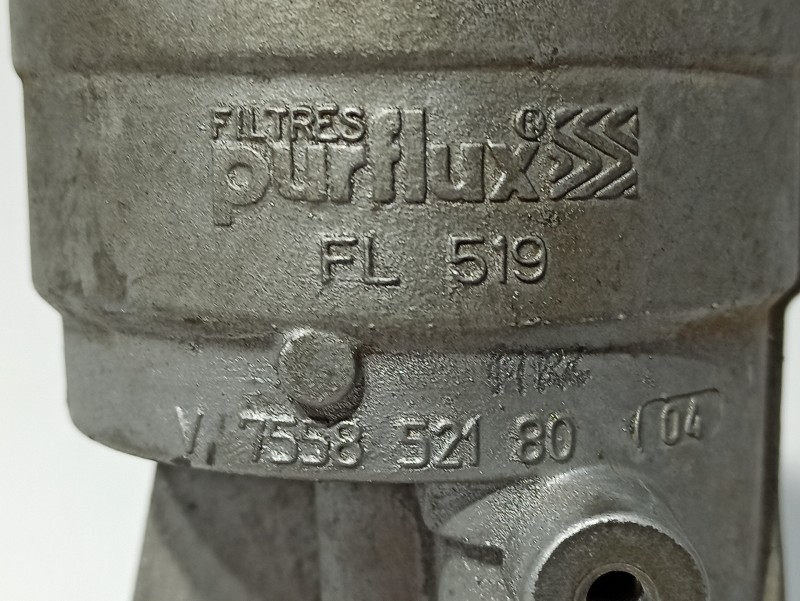 FILTRES
purflux®
FL 519
V 7558 521 80 04